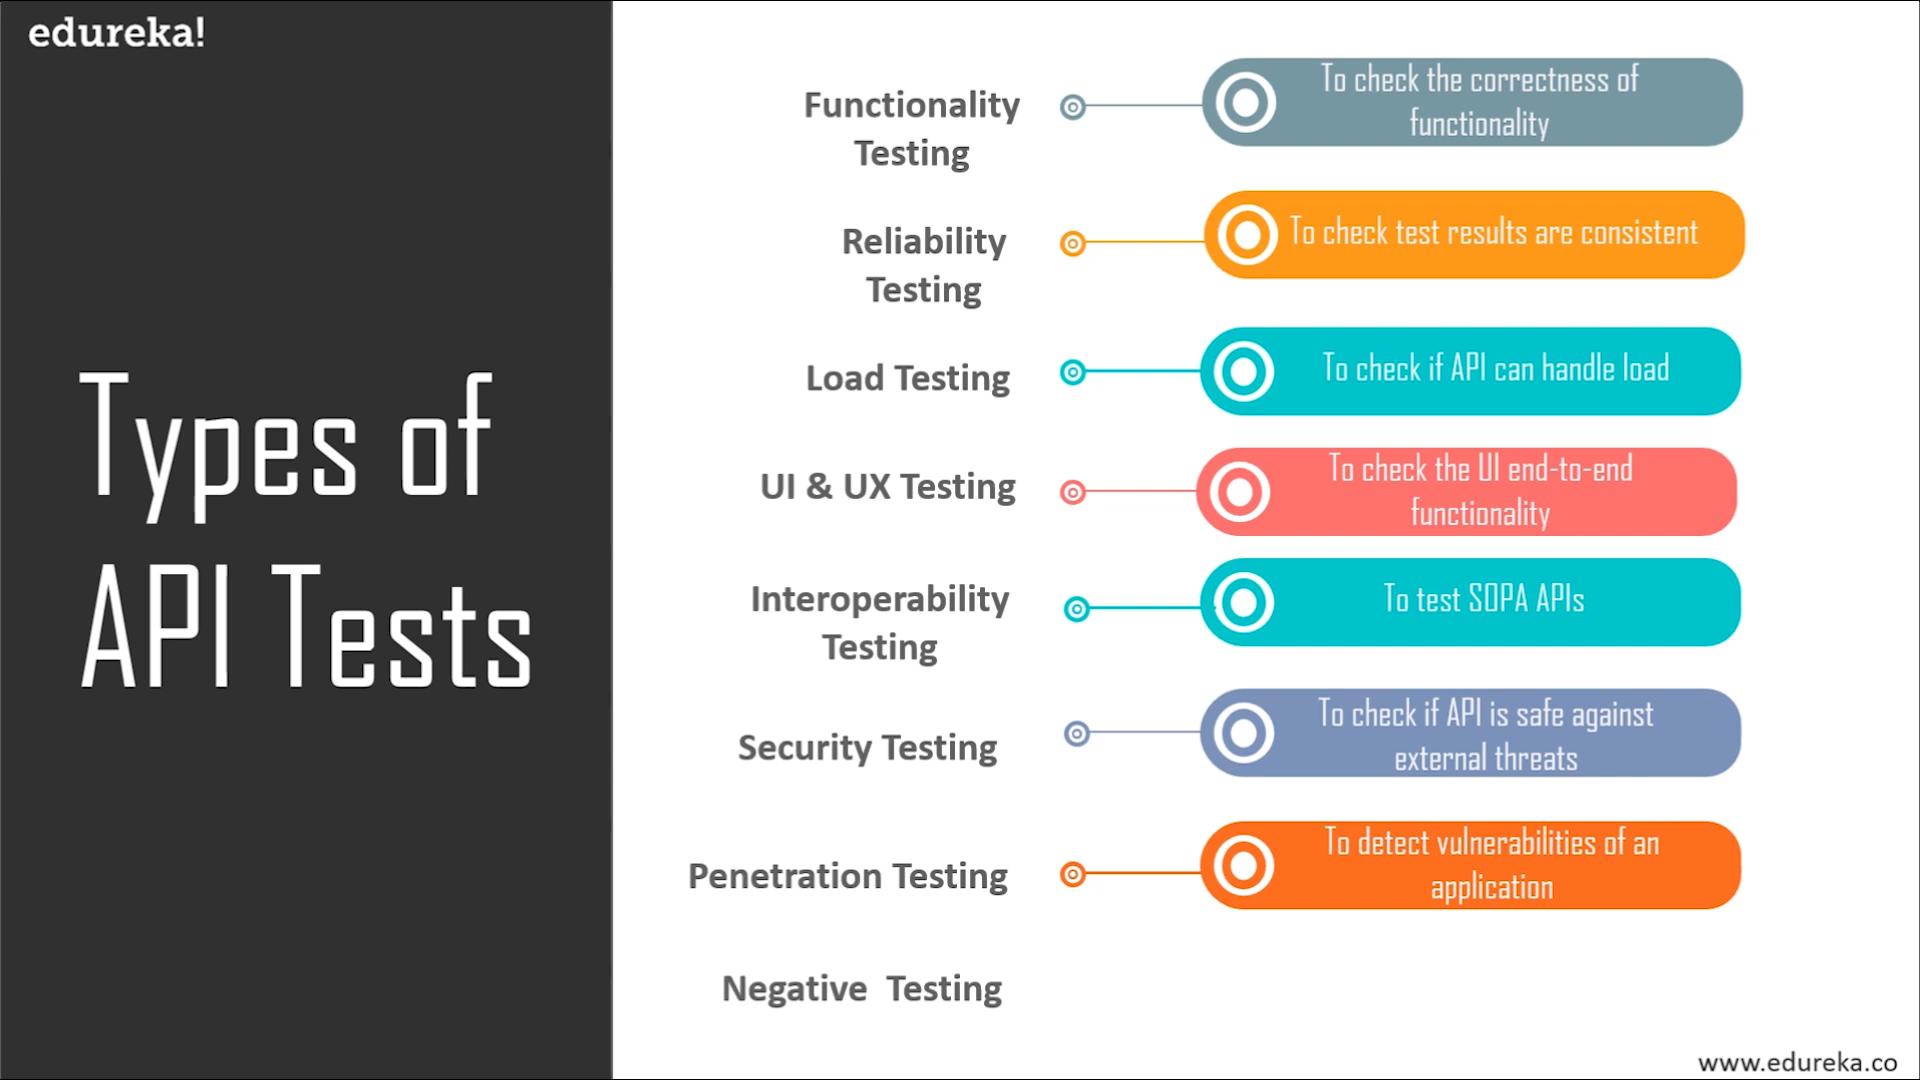 edureka!
Types of
API Tests
Functionality
Testing
To check the correctness of
functionality
Reliability
Testing
To check test results are consistent
Load Testing
To check if API can handle load
UI & UX Testing
To check the UI end-to-end
functionality
Interoperability
Testing
To test SOPA APIs
Security Testing
To check if API is safe against
external threats
Penetration Testing
To detect vulnerabilities of an
application
Negative Testing
www.edureka.co